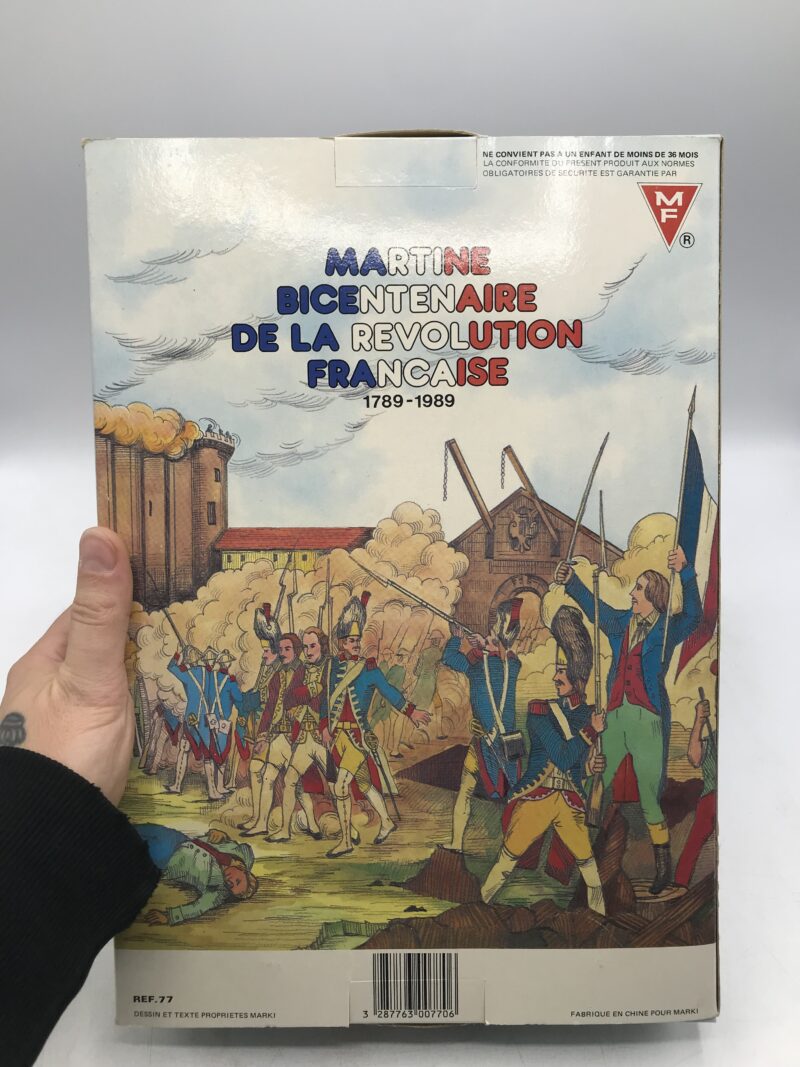 NE CONVIENT PAS A UN ENFANT DE MOINS DE 36 MOIS
LA CONFORMITE DU PRESENT PRODUIT AUX NORMES
OBLIGATOIRES DE SECURITE EST GARANTIE PAR
MF
®
MARTINE
BICENTENAIRE
DE LA REVOLUTION
FRANCAISE
1789-1989
REF.77
DESSIN ET TEXTE PROPRIETES MARKI
3 287763 007706
FABRIQUE EN CHINE POUR MARKI